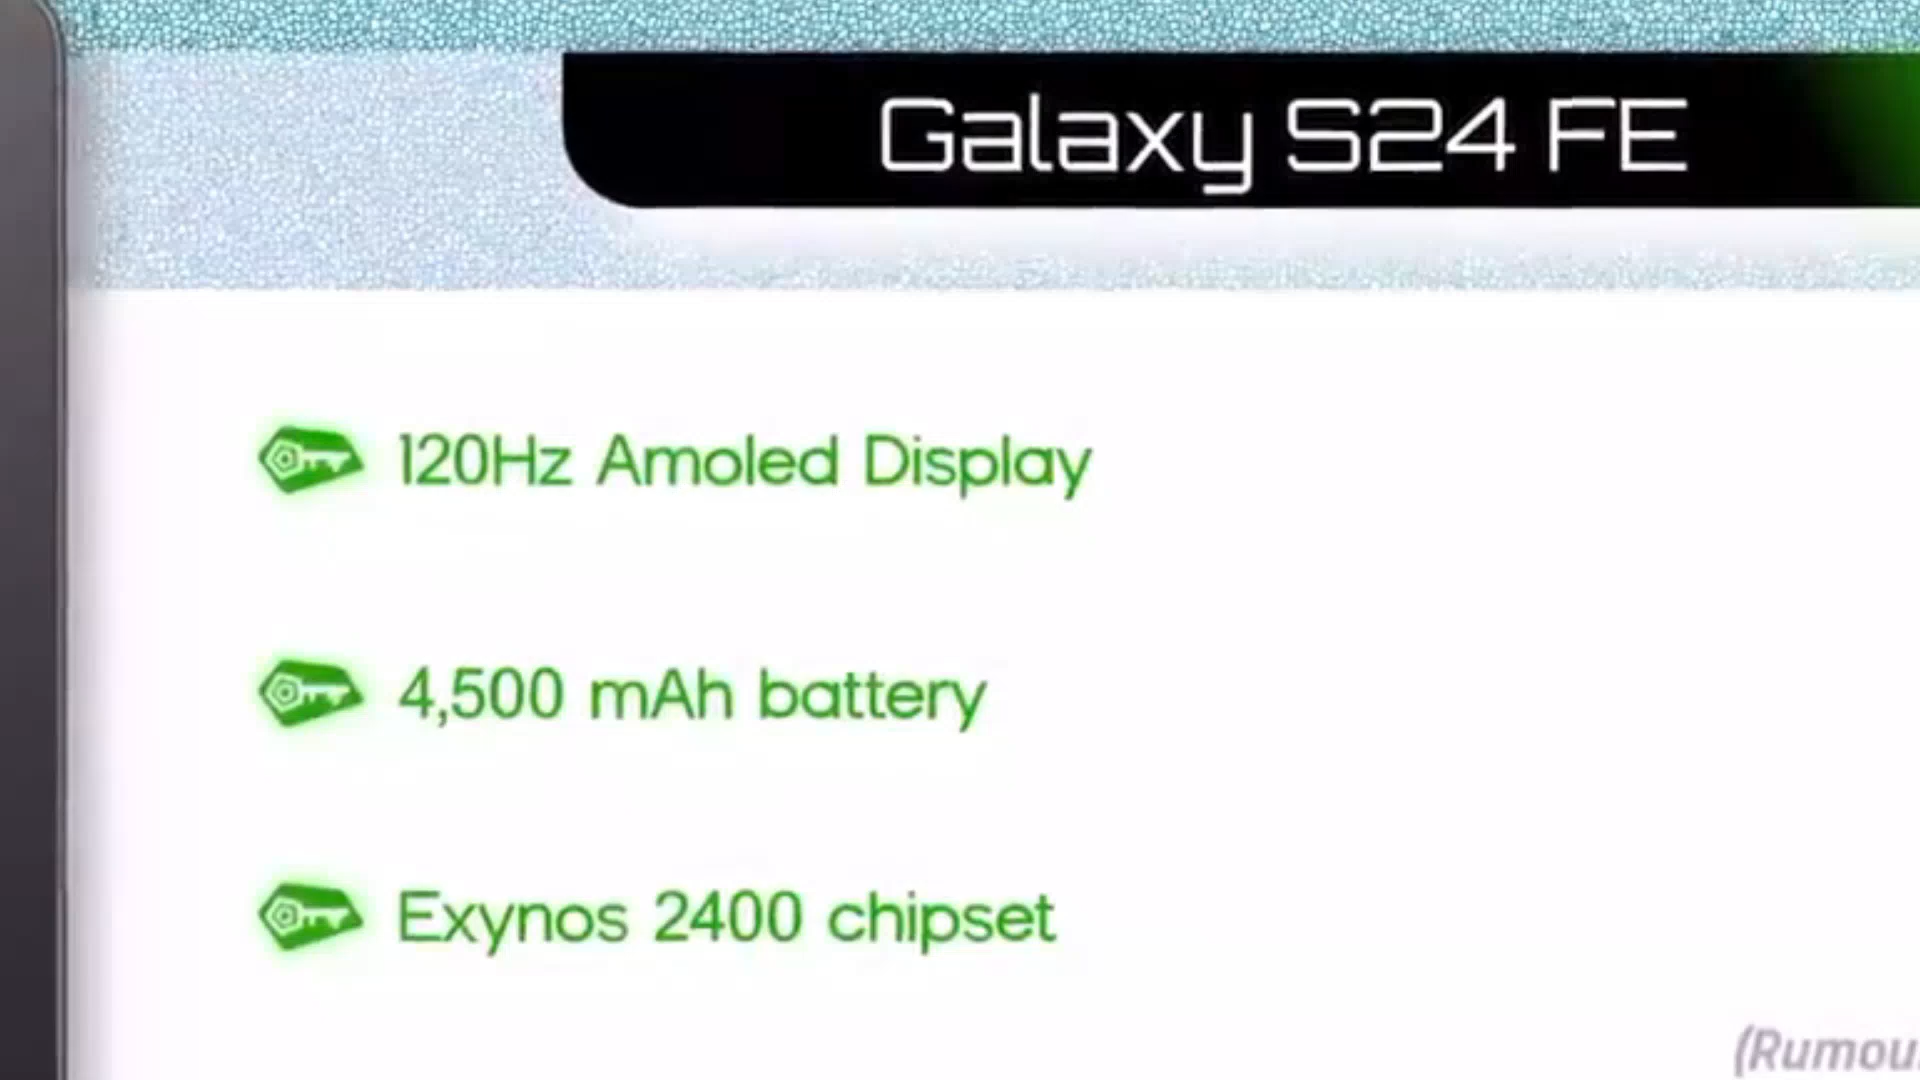 Galaxy S24 FE
120Hz Amoled Display
4,500 mAh battery
Exynos 2400 chipset